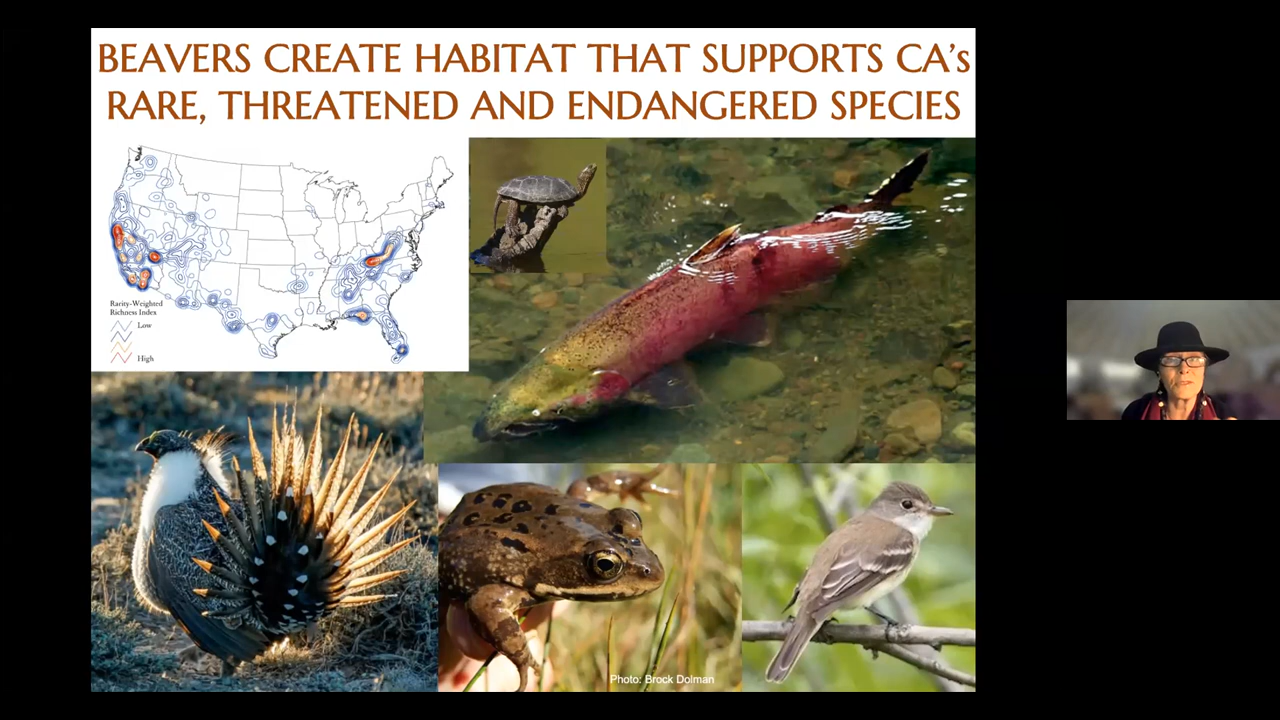 BEAVERS CREATE HABITAT THAT SUPPORTS CA's
RARE, THREATENED AND ENDANGERED SPECIES
Rarity-Weighted
Richness Index
Low
High
Photo: Brock Dolman